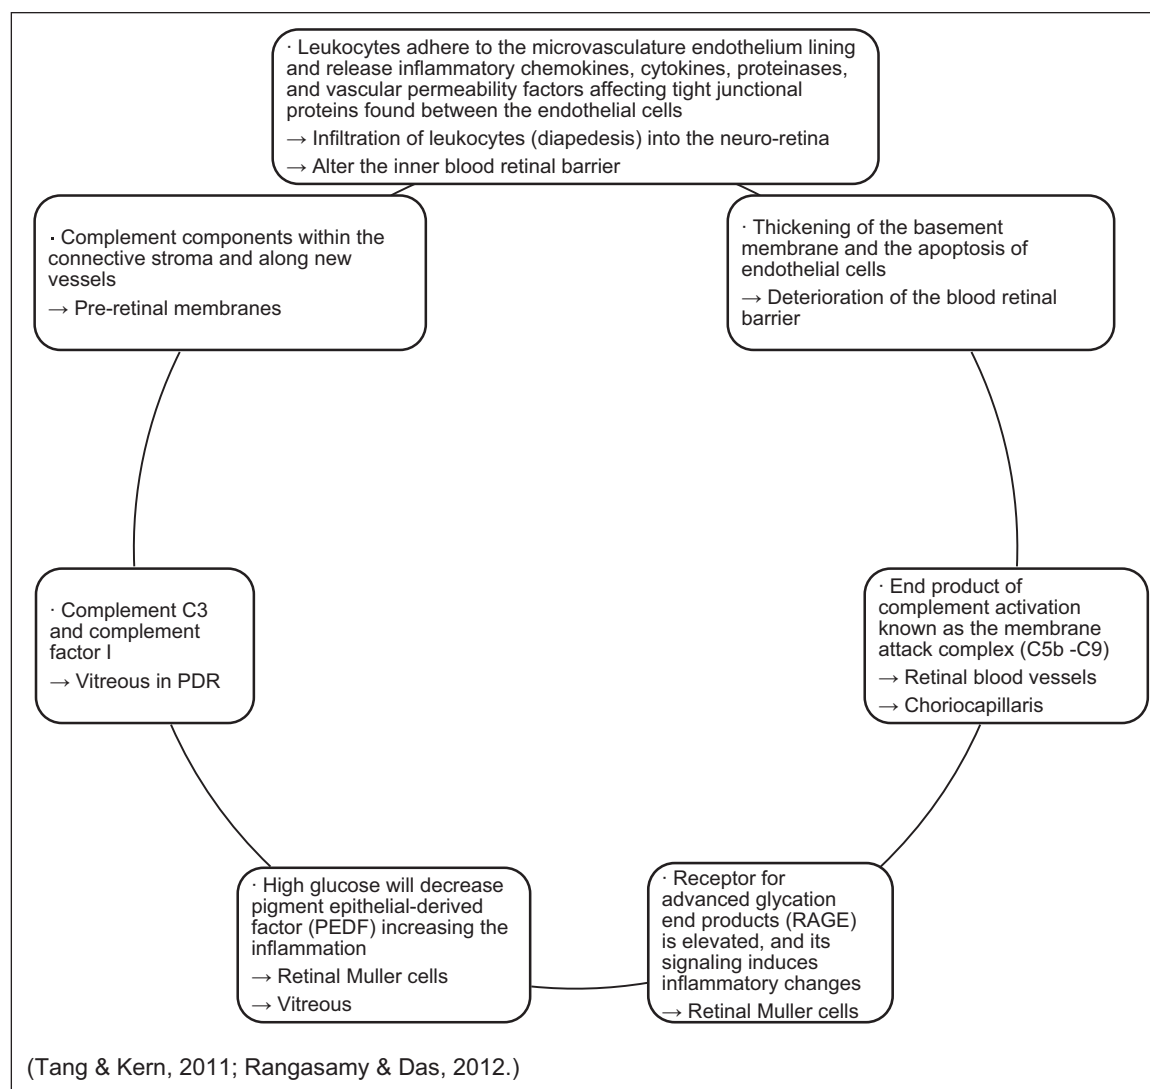 · Leukocytes adhere to the microvasculature endothelium lining
and release inflammatory chemokines, cytokines, proteinases,
and vascular permeability factors affecting tight junctional
proteins found between the endothelial cells
→ Infiltration of leukocytes (diapedesis) into the neuro-retina
→ Alter the inner blood retinal barrier
· Thickening of the basement
membrane and the apoptosis of
endothelial cells
→ Deterioration of the blood retinal
barrier
· End product of
complement activation
known as the membrane
attack complex (C5b -C9)
→ Retinal blood vessels
→ Choriocapillaris
· Receptor for
advanced glycation
end products (RAGE)
is elevated, and its
signaling induces
inflammatory changes
→ Retinal Muller cells
· High glucose will decrease
pigment epithelial-derived
factor (PEDF) increasing the
inflammation
→ Retinal Muller cells
→ Vitreous
· Complement C3
and complement
factor I
→ Vitreous in PDR
· Complement components within the
connective stroma and along new
vessels
→ Pre-retinal membranes
(Tang & Kern, 2011; Rangasamy & Das, 2012.)